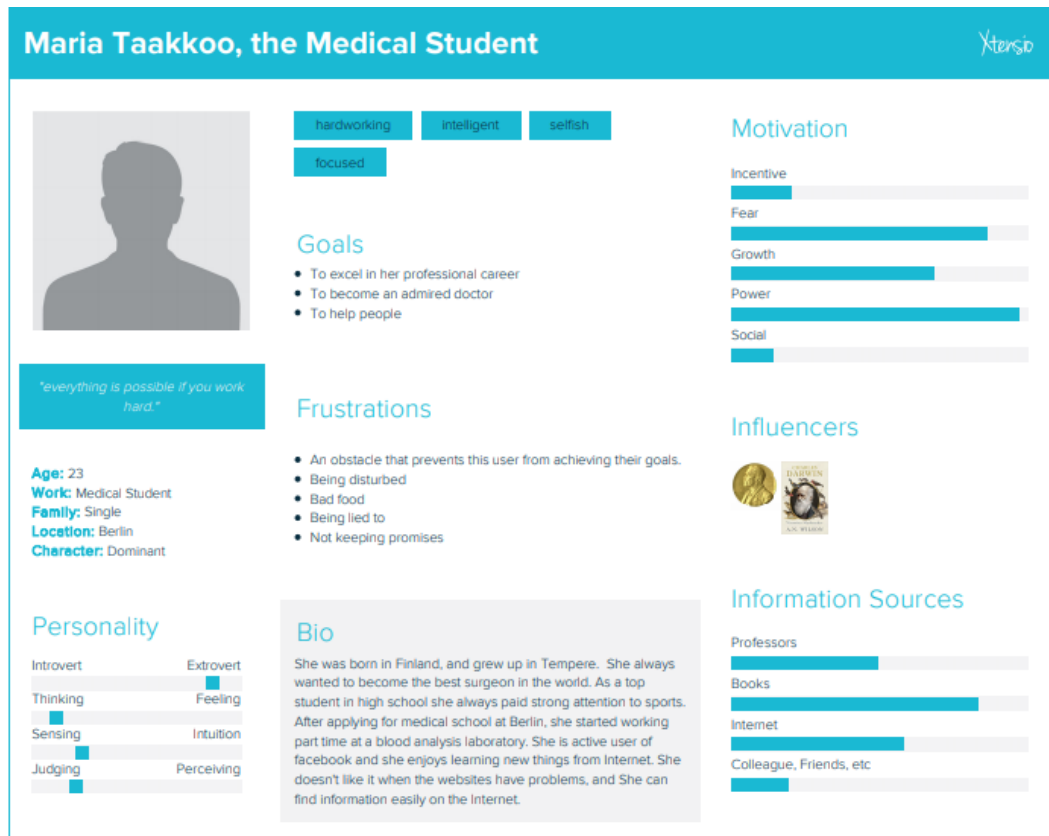 Maria Taakkoo, the Medical Student
Xtensio
hardworking intelligent selfish
focused
Goals
To excel in her professional career
To become an admired doctor
To help people
"everything is possible if you work
hard."
Age: 23
Work: Medical Student
Family: Single
Location: Berlin
Character: Dominant
Frustrations
An obstacle that prevents this user from achieving their goals.
Being disturbed
Bad food
Being lied to
Not keeping promises
Personality
Introvert Extrovert
Thinking Feeling
Sensing Intuition
Judging Perceiving
Bio
She was born in Finland, and grew up in Tempere. She always
wanted to become the best surgeon in the world. As a top
student in high school she always paid strong attention to sports.
After applying for medical school at Berlin, she started working
part time at a blood analysis laboratory. She is active user of
facebook and she enjoys learning new things from Internet. She
doesn't like it when the websites have problems, and She can
find information easily on the Internet.
Motivation
Incentive
Fear
Growth
Power
Social
Influencers
CHARLES
DARWIN
A.N. WILSON
Information Sources
Professors
Books
Internet
Colleague, Friends, etc